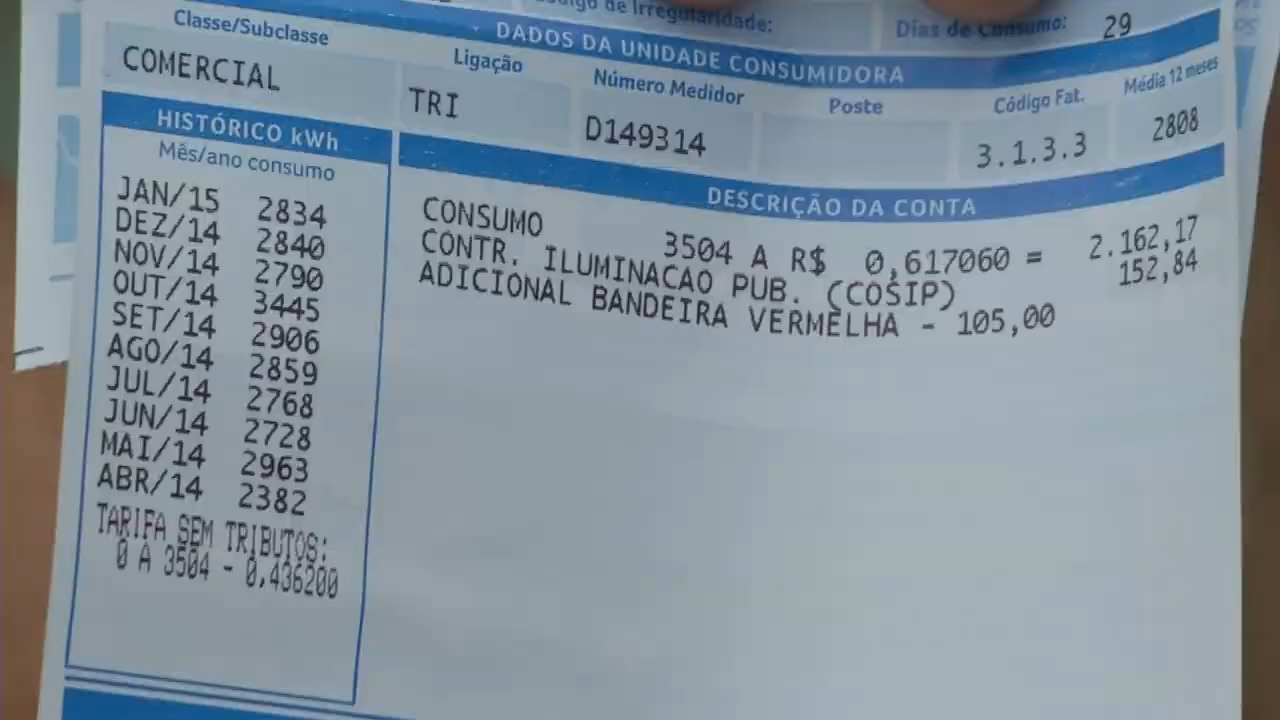 de Irregularidade:
Dias de Consumo: 29
DADOS DA UNIDADE CONSUMIDORA
Classe/Subclasse
COMERCIAL
Ligação
TRI
Número Medidor
D149314
Poste
Código Fat.
3.1.3.3
Média 12 meses
2808
HISTÓRICO kWh
Mês/ano consumo
JAN/15 2834
DEZ/14 2840
NOV/14 2790
OUT/14 3445
SET/14 2906
AGO/14 2859
JUL/14 2768
JUN/14 2728
MAI/14 2963
ABR/14 2382
TARIFA SEM TRIBUTOS:
0 A 3504 - 0,436200
DESCRIÇÃO DA CONTA
CONSUMO 3504 A R$ 0,617060 = 2.162,17
CONTR. ILUMINACAO PUB. (COSIP) 152,84
ADICIONAL BANDEIRA VERMELHA - 105,00